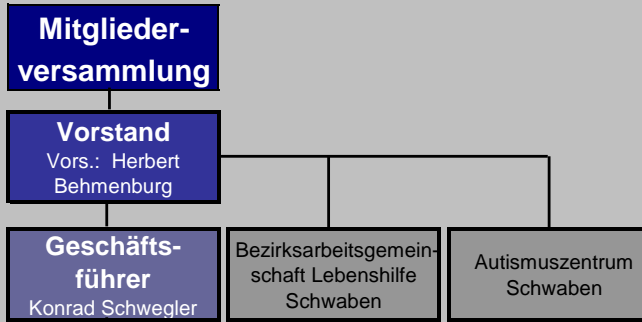 Mitglieder-
versammlung
Vorstand
Vors.: Herbert
Behmenburg
Geschäfts-
führer
Konrad Schwegler
Bezirksarbeitsgemein-
schaft Lebenshilfe
Schwaben
Autismuszentrum
Schwaben